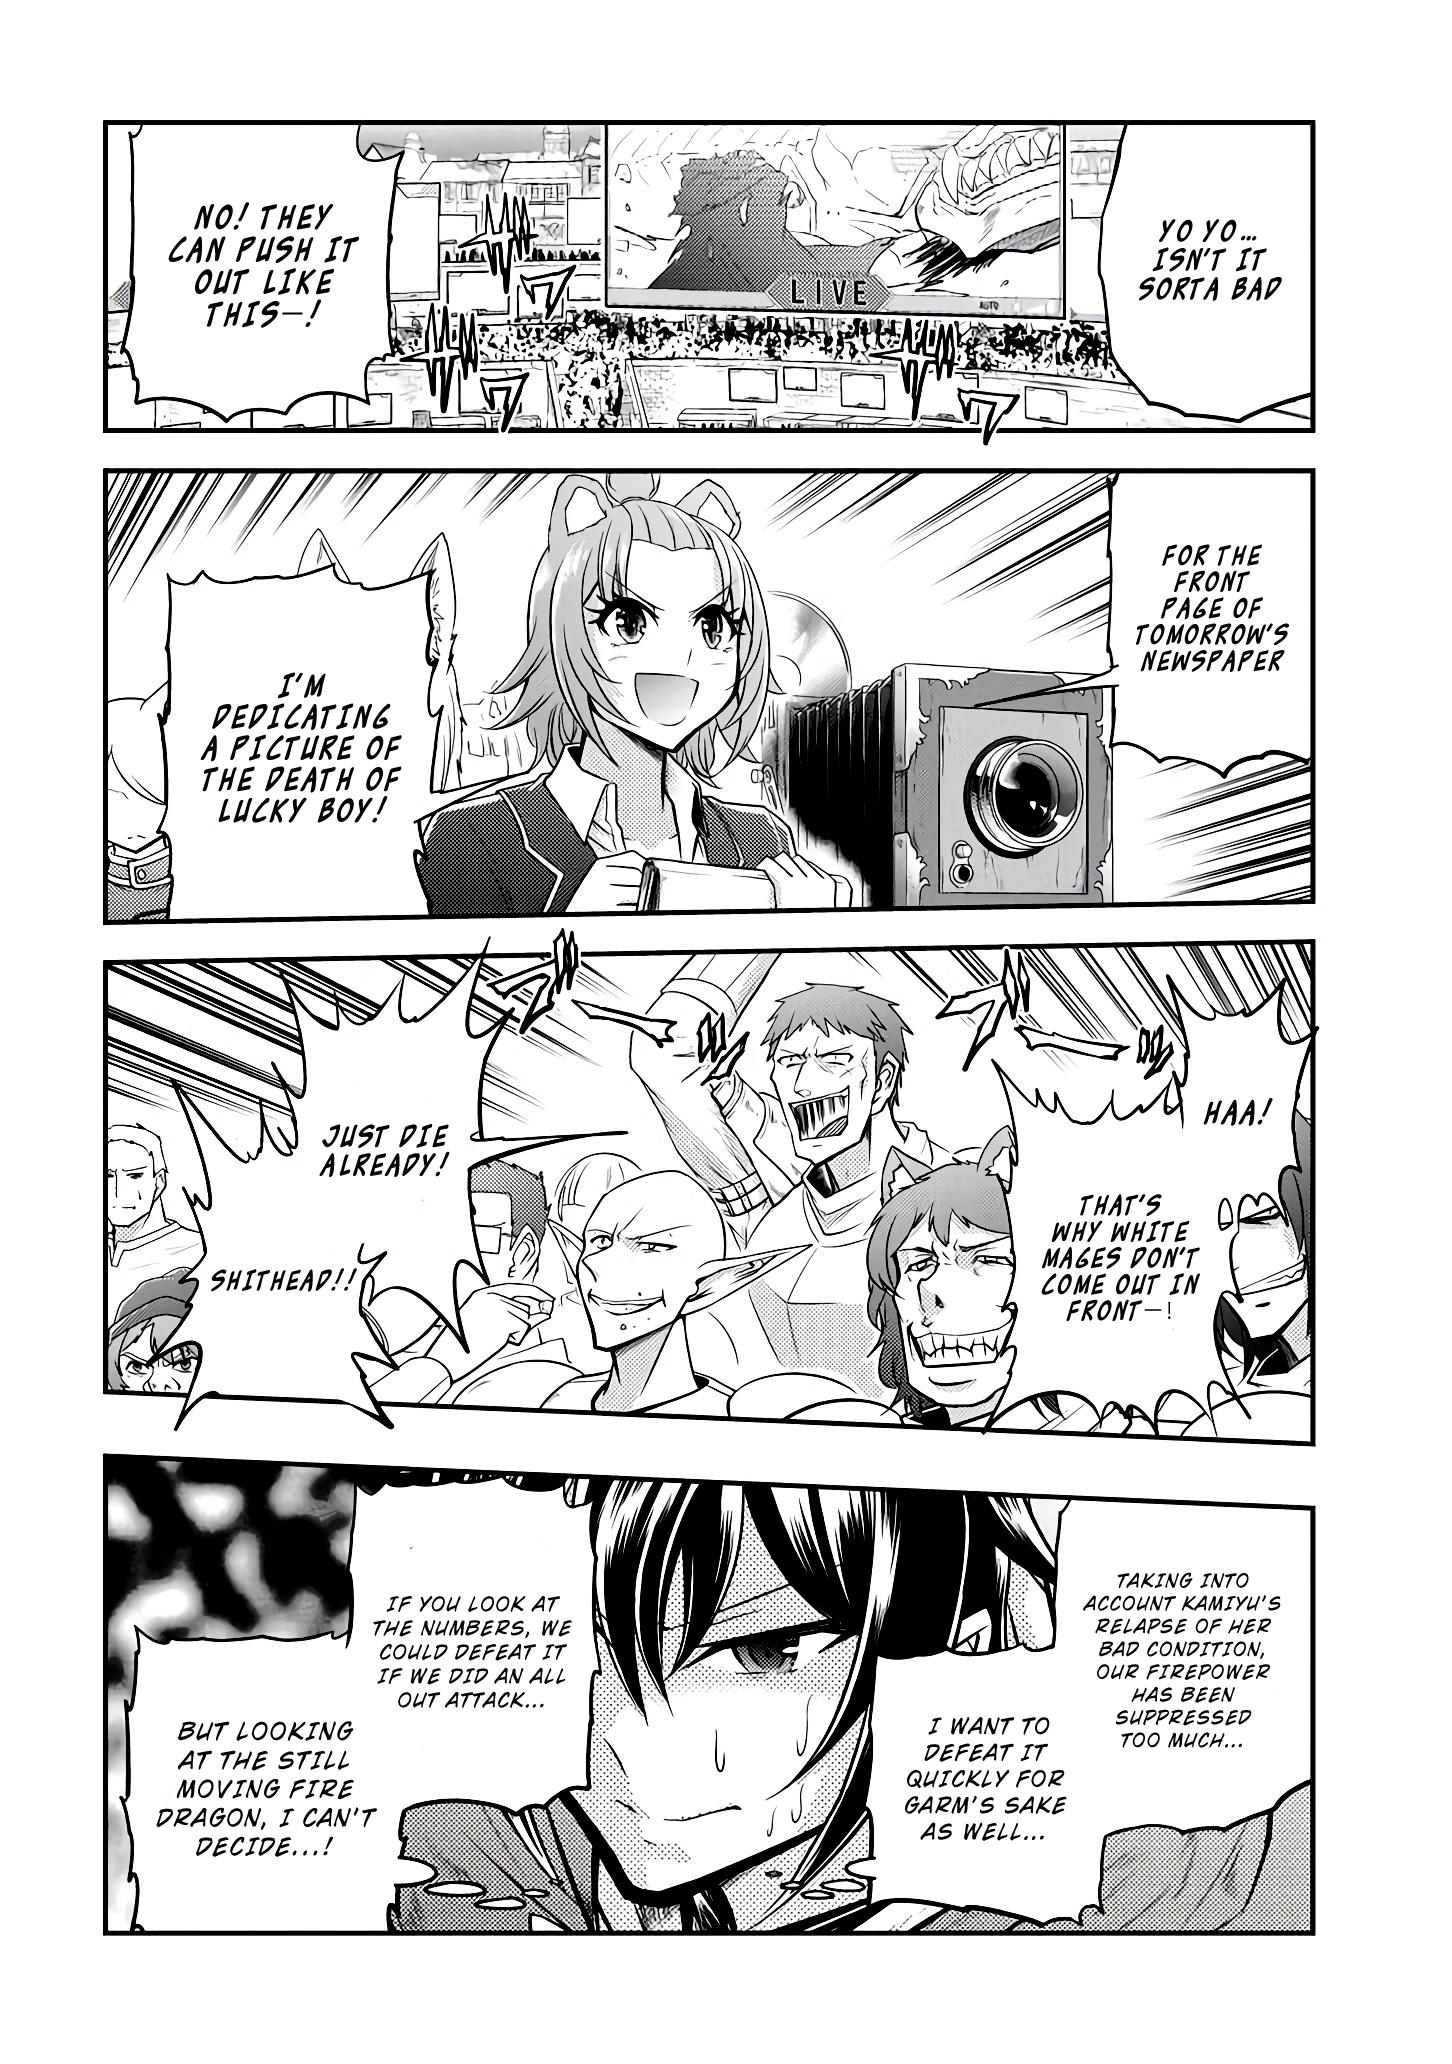 YO YO...
ISN'T IT
SORTA BAD
NO! THEY
CAN PUSH IT
OUT LIKE
THIS—!
LIVE
FOR THE
FRONT
PAGE OF
TOMORROW'S
NEWSPAPER
I'M
DEDICATING
A PICTURE OF
THE DEATH OF
LUCKY BOY!
HAA!
THAT'S
WHY WHITE
MAGES DON'T
COME OUT IN
FRONT—!
JUST DIE
ALREADY!
SHITHEAD!!
TAKING INTO
ACCOUNT KAMIYU'S
RELAPSE OF HER
BAD CONDITION,
OUR FIREPOWER
HAS BEEN
SUPPRESSED
TOO MUCH...
I WANT TO
DEFEAT IT
QUICKLY FOR
GARM'S SAKE
AS WELL...
IF YOU LOOK AT
THE NUMBERS, WE
COULD DEFEAT IT
IF WE DID AN ALL
OUT ATTACK...
BUT LOOKING
AT THE STILL
MOVING FIRE
DRAGON, I CAN'T
DECIDE...!